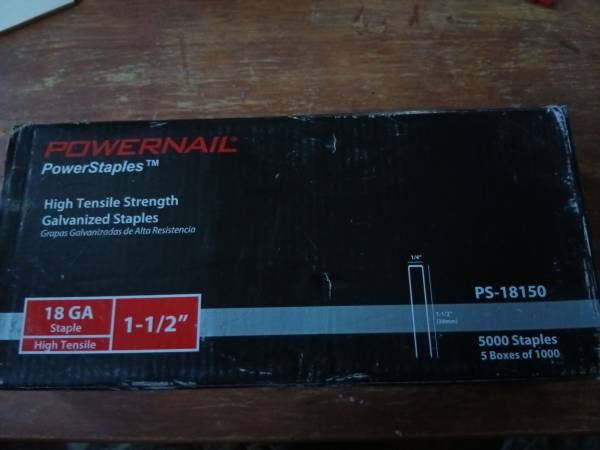 POWERNAIL®
PowerStaples™
High Tensile Strength
Galvanized Staples
Grapas Galvanizadas de Alta Resistencia
18 GA
Staple
High Tensile
1-1/2”
1/4"
1-1/2"
(38mm)
PS-18150
5000 Staples
5 Boxes of 1000